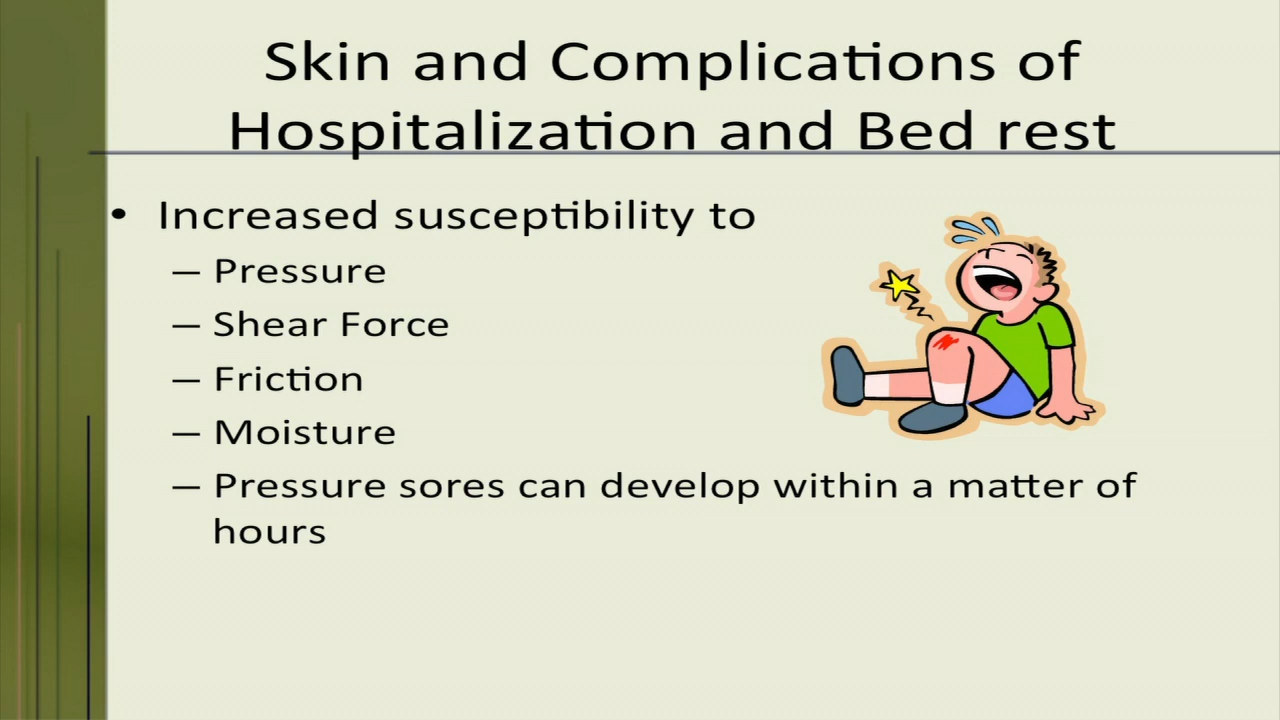 Skin and Complications of
Hospitalization and Bed rest
• Increased susceptibility to
– Pressure
– Shear Force
– Friction
– Moisture
– Pressure sores can develop within a matter of
hours